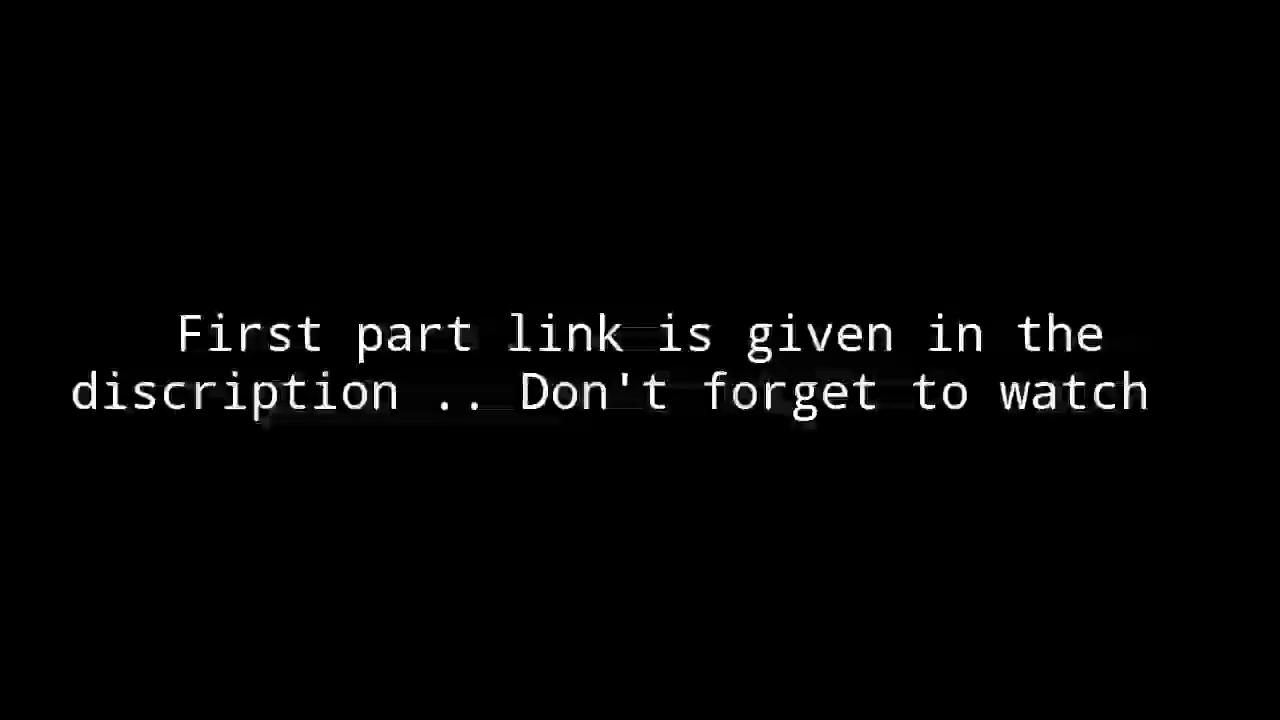 First part link is given in the
discription .. Don't forget to watch